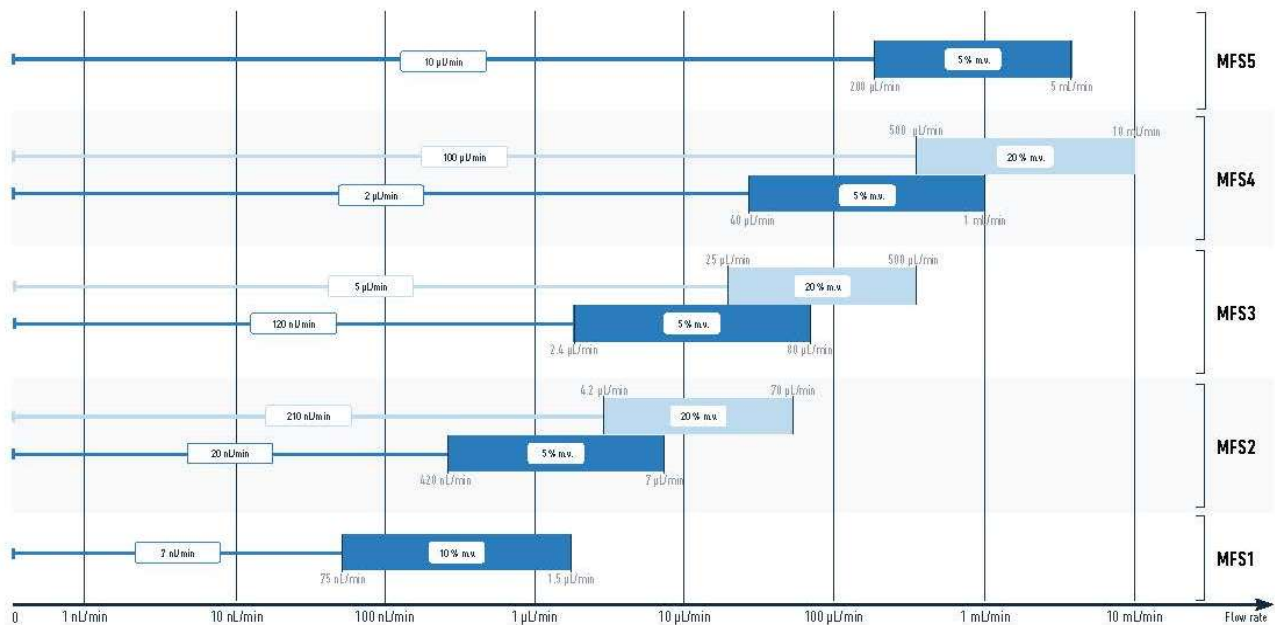 10 µl/min
5 % m.v.
MFS5
200 µL/min
5 mL/min
500 µL/min
10 mL/min
100 µl/min
20 % m.v.
MFS4
2 µl/min
5 % m.v.
40 µL/min
1 mL/min
25 µL/min
500 µL/min
5 µl/min
20 % m.v.
MFS3
120 nl/min
5 % m.v.
2.4 µL/min
80 µL/min
4.2 µL/min
70 µL/min
210 nl/min
20 % m.v.
MFS2
20 nl/min
5 % m.v.
420 nL/min
7 µL/min
7 nl/min
10 % m.v.
MFS1
75 nL/min
1.5 µL/min
0 1 nL/min 10 nL/min 100 nL/min 1 µL/min 10 µL/min 100 µL/min 1 mL/min 10 mL/min Flow rate